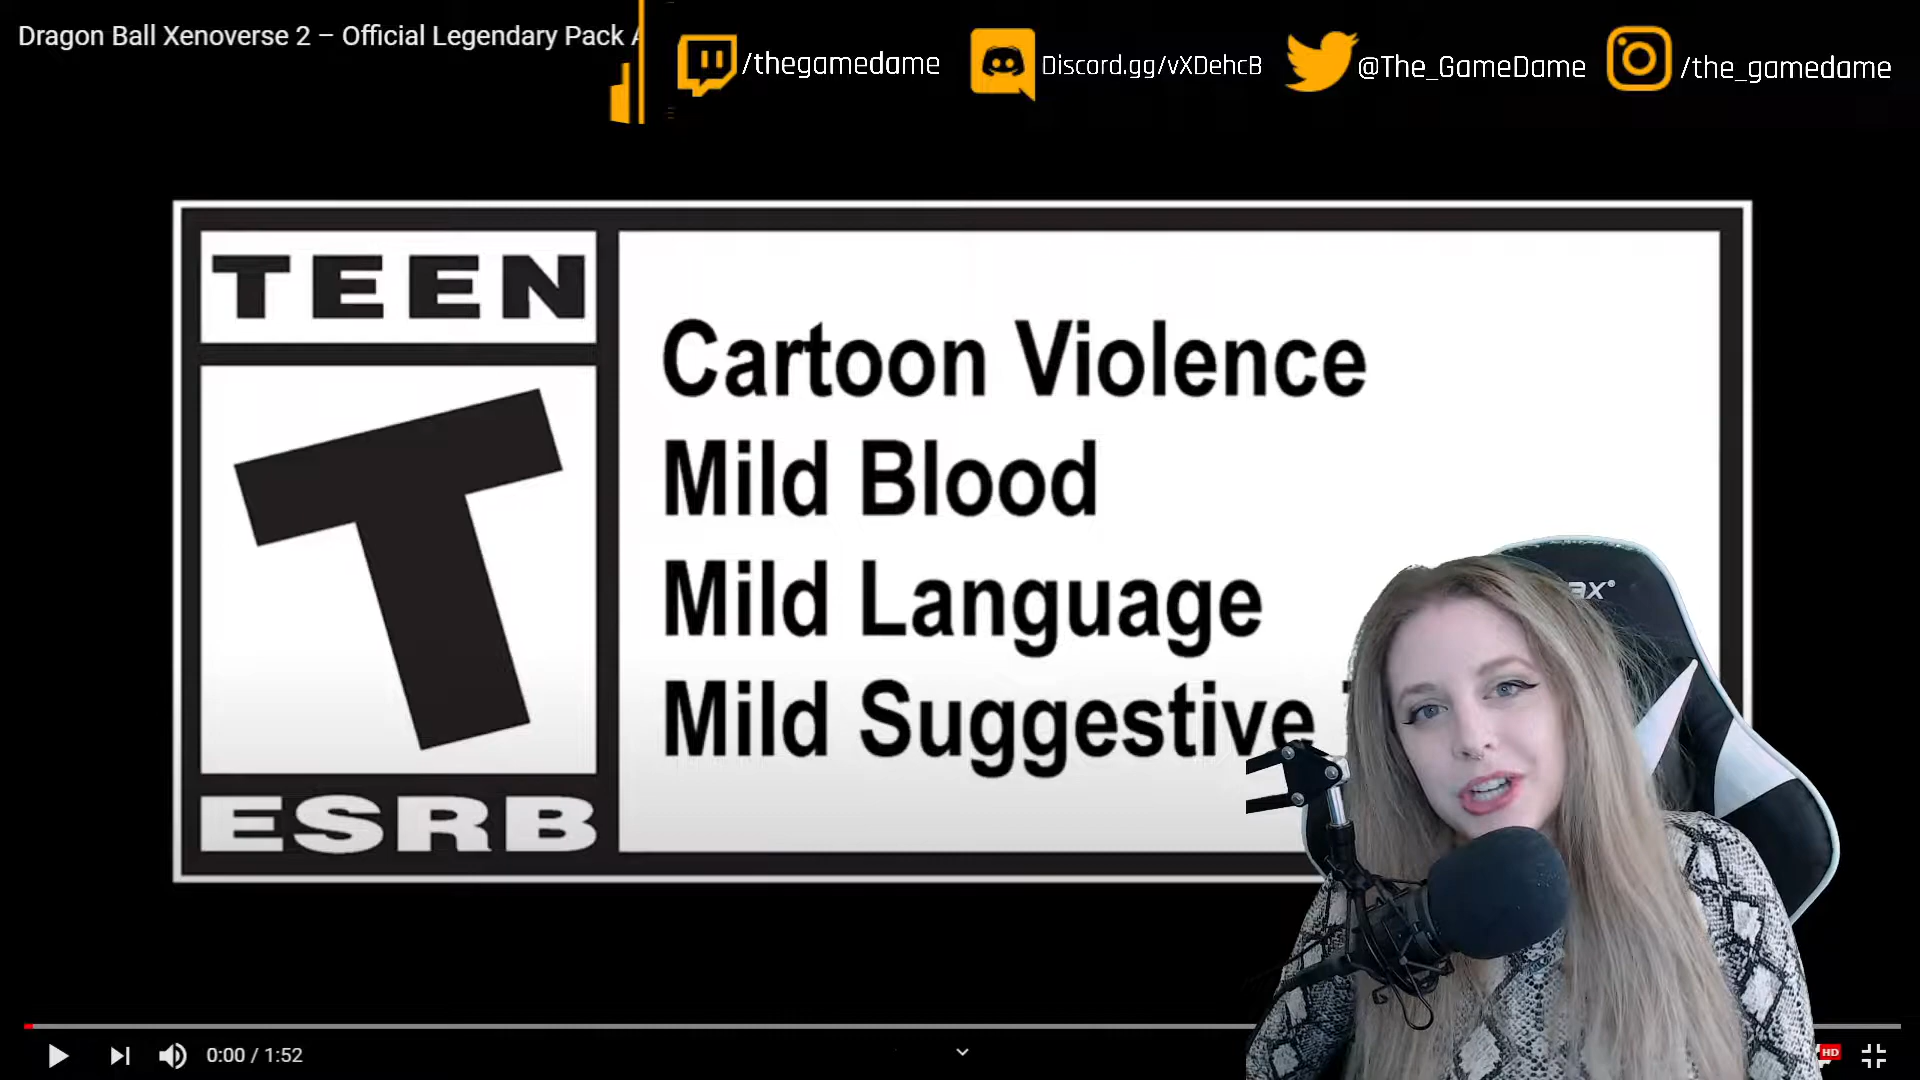 Dragon Ball Xenoverse 2 – Official Legendary Pack
/thegamedame
Discord.gg/vXDehcB
@The_GameDame
/the_gamedame
TEEN
T
ESRB
Cartoon Violence
Mild Blood
Mild Language
Mild Suggestive
0:00 / 1:52
HD